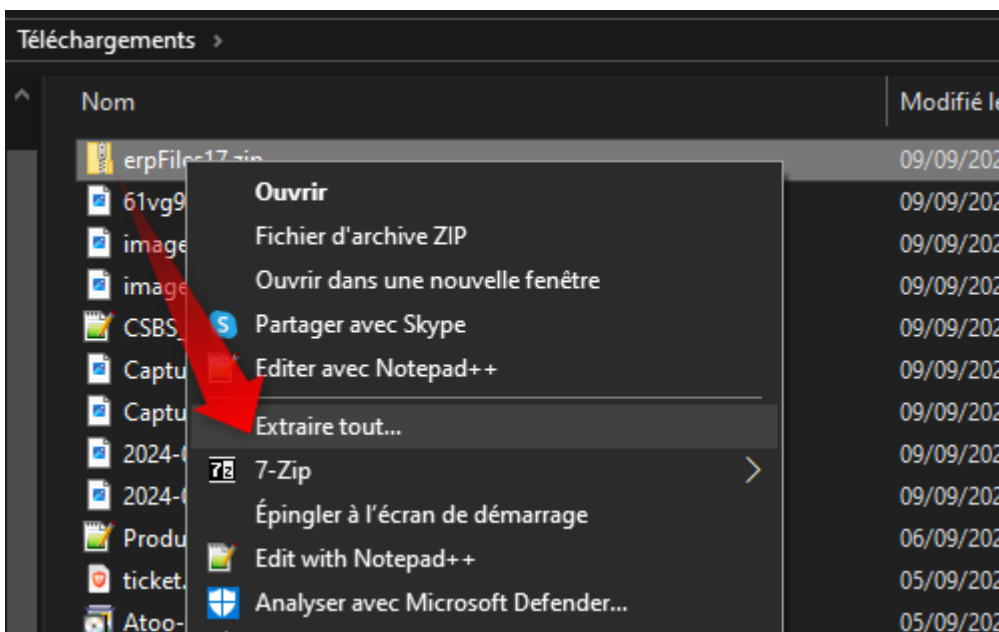 Téléchargements >
Nom
Modifié le
erpFiles17.zip
09/09/202
61vg9
09/09/202
image
09/09/202
image
09/09/202
CSBS_
09/09/202
Captu
09/09/202
Captu
09/09/202
2024-0
09/09/202
2024-0
09/09/202
Produ
06/09/202
ticket.
05/09/202
Atoo-
05/09/202
Ouvrir
Fichier d'archive ZIP
Ouvrir dans une nouvelle fenêtre
Partager avec Skype
Editer avec Notepad++
Extraire tout...
7-Zip
Épingler à l'écran de démarrage
Edit with Notepad++
Analyser avec Microsoft Defender...